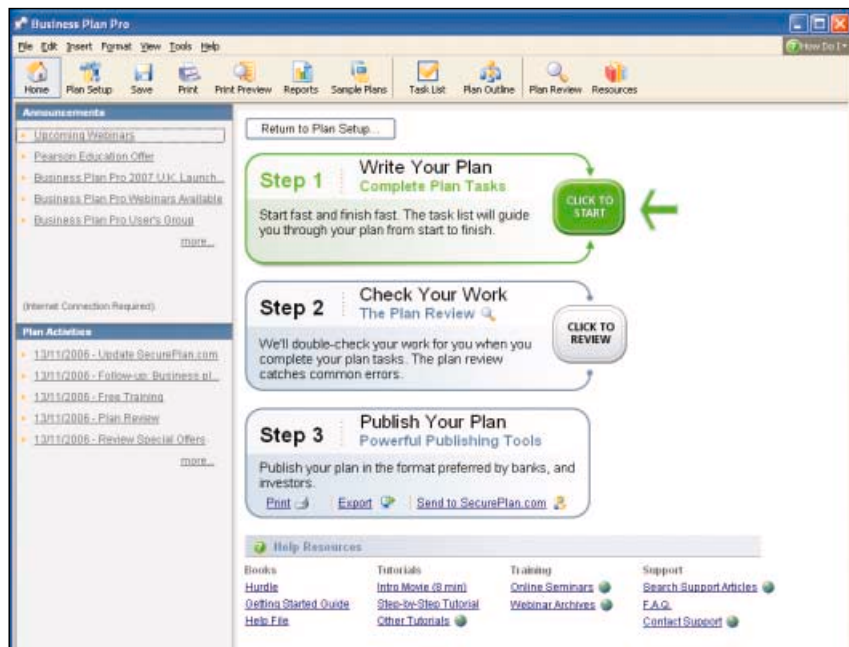 Business Plan Pro
File Edit Insert Format View Tools Help
How Do I
Home Plan Setup Save Print Print Preview Reports Sample Plans Task List Plan Outline Plan Review Resources
Announcements
Upcoming Webinars
Pearson Education Offer
Business Plan Pro 2007 U.K. Launch...
Business Plan Pro Webinars Available
Business Plan Pro User's Group
more...
(Internet Connection Required)
Plan Activities
13/11/2006 - Update SecurePlan.com
13/11/2006 - Follow-up: Business pl...
13/11/2006 - Free Training
13/11/2006 - Plan Review
13/11/2006 - Review Special Offers
more...
Return to Plan Setup...
Step 1
Write Your Plan
Complete Plan Tasks
Start fast and finish fast. The task list will guide
you through your plan from start to finish.
CLICK TO
START
Step 2
Check Your Work
The Plan Review
We'll double-check your work for you when you
complete your plan tasks. The plan review
catches common errors.
CLICK TO
REVIEW
Step 3
Publish Your Plan
Powerful Publishing Tools
Publish your plan in the format preferred by banks, and
investors.
Print Export Send to SecurePlan.com
Help Resources
Books Tutorials Training Support
Hurdle Intro Movie (8 min) Online Seminars Search Support Articles
Getting Started Guide Step-by-Step Tutorial Webinar Archives F.A.Q.
Help File Other Tutorials Contact Support